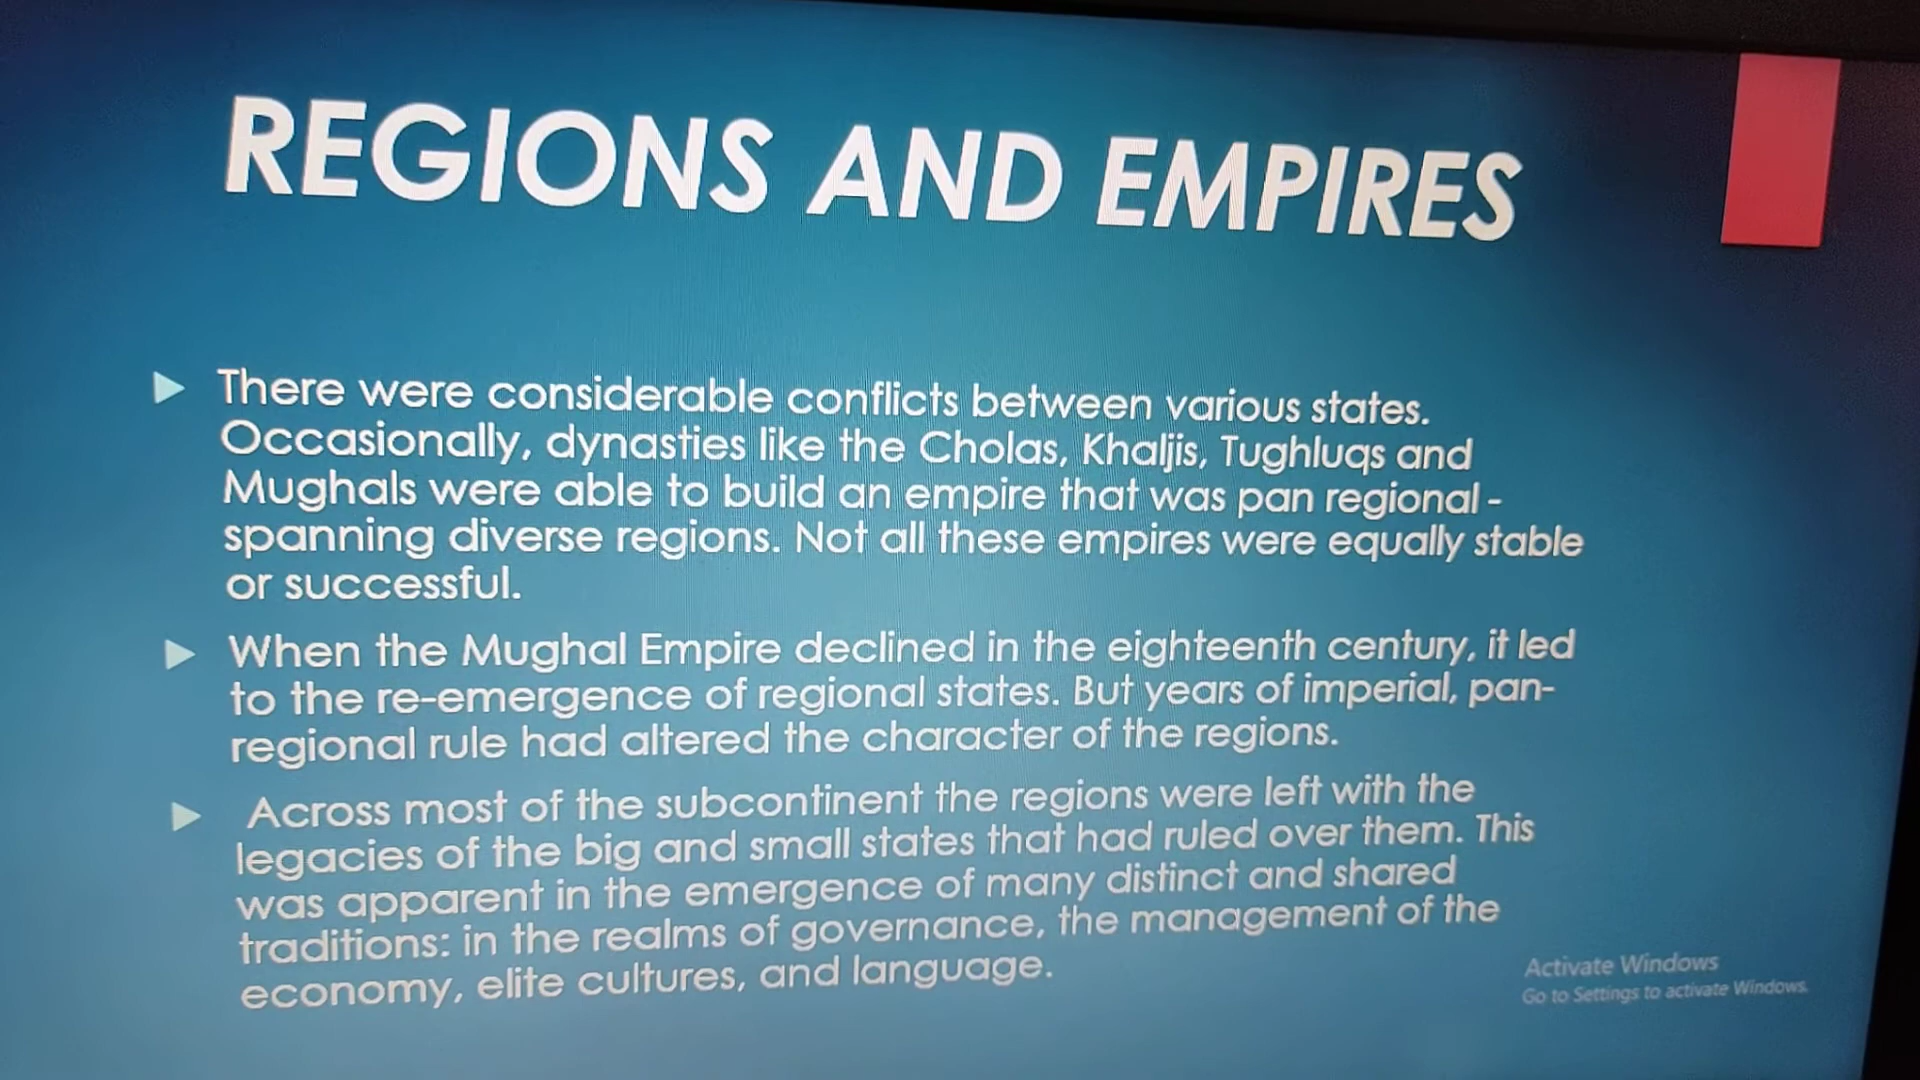 REGIONS AND EMPIRES
There were considerable conflicts between various states.
Occasionally, dynasties like the Cholas, Khaljis, Tughluqs and
Mughals were able to build an empire that was pan regional -
spanning diverse regions. Not all these empires were equally stable
or successful.
When the Mughal Empire declined in the eighteenth century, it led
to the re-emergence of regional states. But years of imperial, pan-
regional rule had altered the character of the regions.
Across most of the subcontinent the regions were left with the
legacies of the big and small states that had ruled over them. This
was apparent in the emergence of many distinct and shared
traditions: in the realms of governance, the management of the
economy, elite cultures, and language.
Activate Windows
Go to Settings to activate Windows.